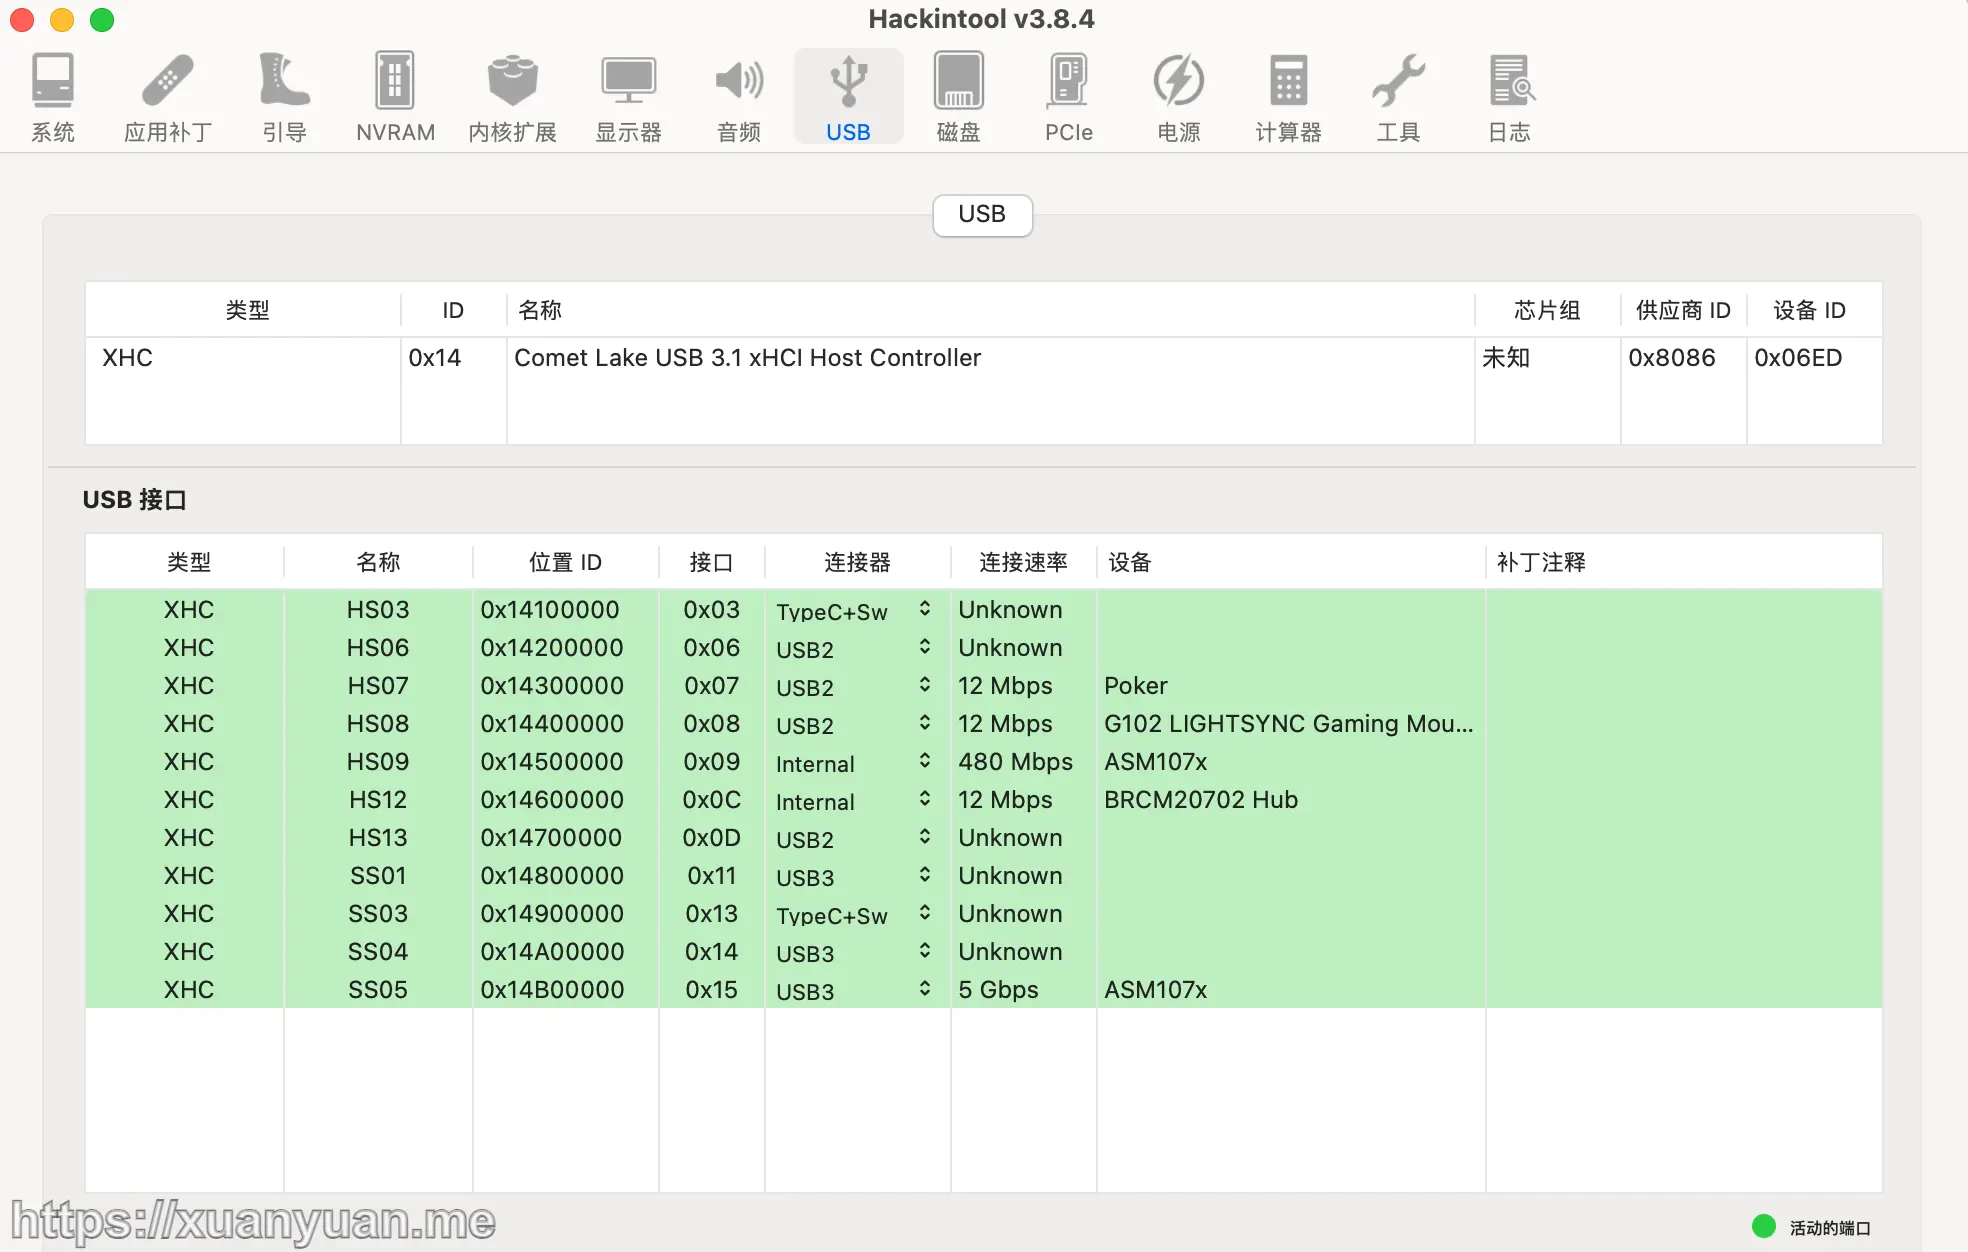 Hackintool v3.8.4
系统 应用补丁 引导 NVRAM 内核扩展 显示器 音频 USB 磁盘 PCIe 电源 计算器 工具 日志
USB
类型 ID 名称 芯片组 供应商 ID 设备 ID
XHC 0x14 Comet Lake USB 3.1 xHCI Host Controller 未知 0x8086 0x06ED
USB 接口
类型 名称 位置 ID 接口 连接器 连接速率 设备 补丁注释
XHC HS03 0x14100000 0x03 TypeC+Sw Unknown
XHC HS06 0x14200000 0x06 USB2 Unknown
XHC HS07 0x14300000 0x07 USB2 12 Mbps Poker
XHC HS08 0x14400000 0x08 USB2 12 Mbps G102 LIGHTSYNC Gaming Mou...
XHC HS09 0x14500000 0x09 Internal 480 Mbps ASM107x
XHC HS12 0x14600000 0x0C Internal 12 Mbps BRCM20702 Hub
XHC HS13 0x14700000 0x0D USB2 Unknown
XHC SS01 0x14800000 0x11 USB3 Unknown
XHC SS03 0x14900000 0x13 TypeC+Sw Unknown
XHC SS04 0x14A00000 0x14 USB3 Unknown
XHC SS05 0x14B00000 0x15 USB3 5 Gbps ASM107x
https://xuanyuan.me
活动的端口